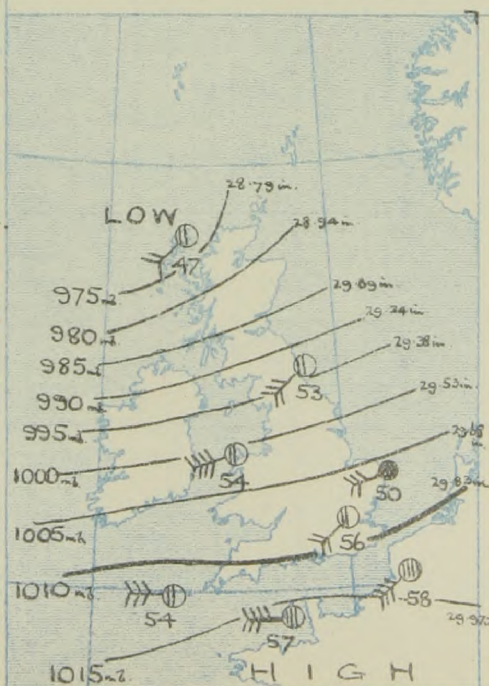 28.79 in.
LOW
28.94 in.
47
975 mb
29.09 in
980 mb
29.24 in.
985 mb
29.38 in.
990 mb
53
29.53 in.
995 mb
54
1000 mb
50
29.83 in
56
1005 mb
1010 mb
54
58
57
1015 mb.
HIGH